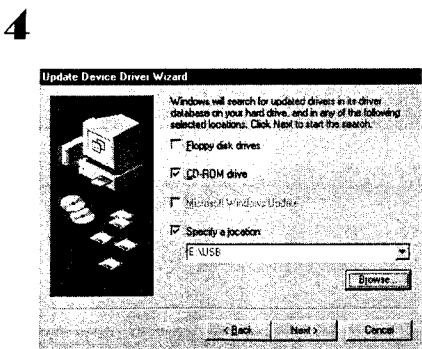 4
Update Device Driver Wizard
Windows will search for updated drivers in its driver
database on your hard drive, and in any of the following
selected locations. Click Next to start the search.
Floppy disk drives
CD-ROM drive
Microsoft Windows Update
Specify a location:
E:\USB
Browse...
< Back
Next >
Cancel